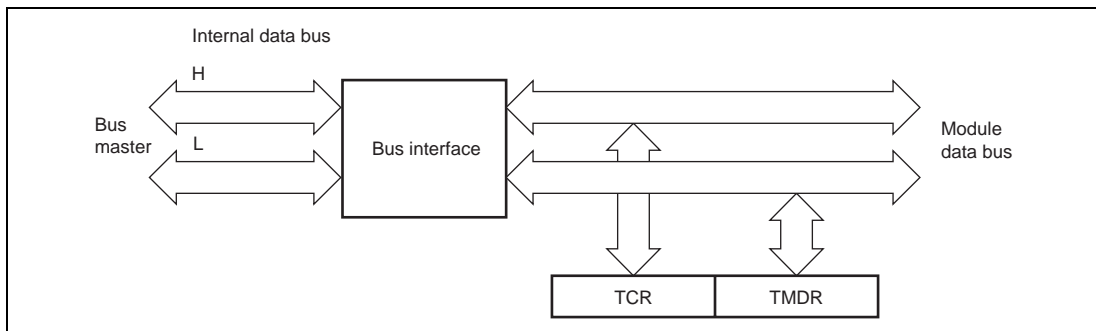 Internal data bus
H
Bus
master
L
Bus interface
Module
data bus
TCR
TMDR